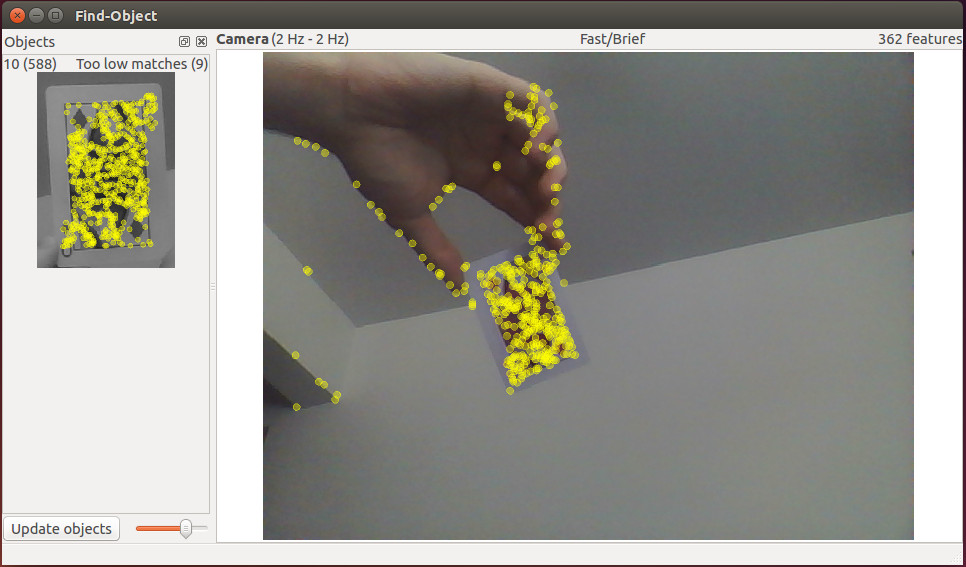 Find-Object
Objects
Camera (2 Hz - 2 Hz) Fast/Brief 362 features
10 (588) Too low matches (9)
Update objects